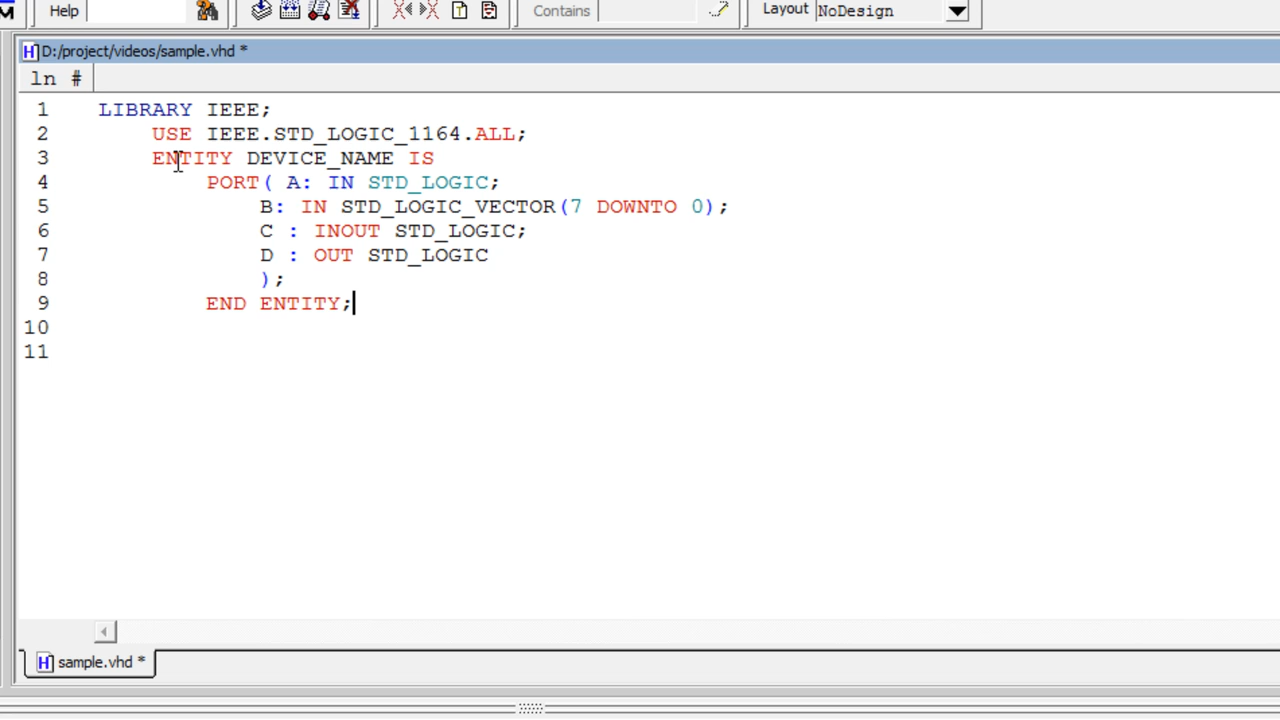 M Help Contains Layout NoDesign
D:/project/videos/sample.vhd *
ln #
1 LIBRARY IEEE;
2 USE IEEE.STD_LOGIC_1164.ALL;
3 ENTITY DEVICE_NAME IS
4 PORT( A: IN STD_LOGIC;
5 B: IN STD_LOGIC_VECTOR(7 DOWNTO 0);
6 C : INOUT STD_LOGIC;
7 D : OUT STD_LOGIC
8 );
9 END ENTITY;
10
11
sample.vhd *